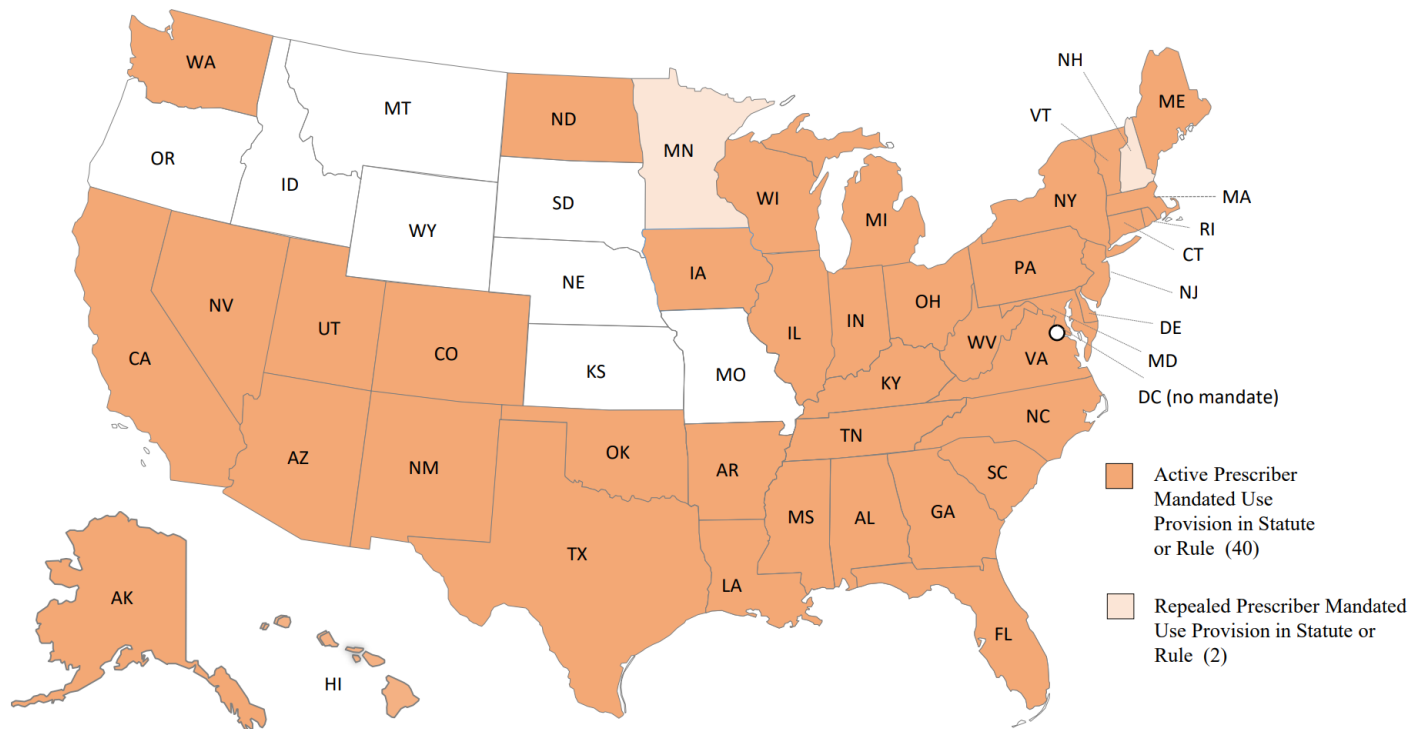 WA
MT
ND
MN
OR
ID
SD
WY
WI
MI
NY
NH
VT
ME
MA
RI
CT
NJ
DE
MD
DC (no mandate)
NE
IA
PA
NV
UT
CO
CA
KS
MO
IL
IN
OH
WV
VA
KY
NC
TN
SC
AZ
NM
OK
AR
MS
AL
GA
TX
LA
FL
AK
HI
Active Prescriber
Mandated Use
Provision in Statute
or Rule (40)
Repealed Prescriber Mandated
Use Provision in Statute or
Rule (2)